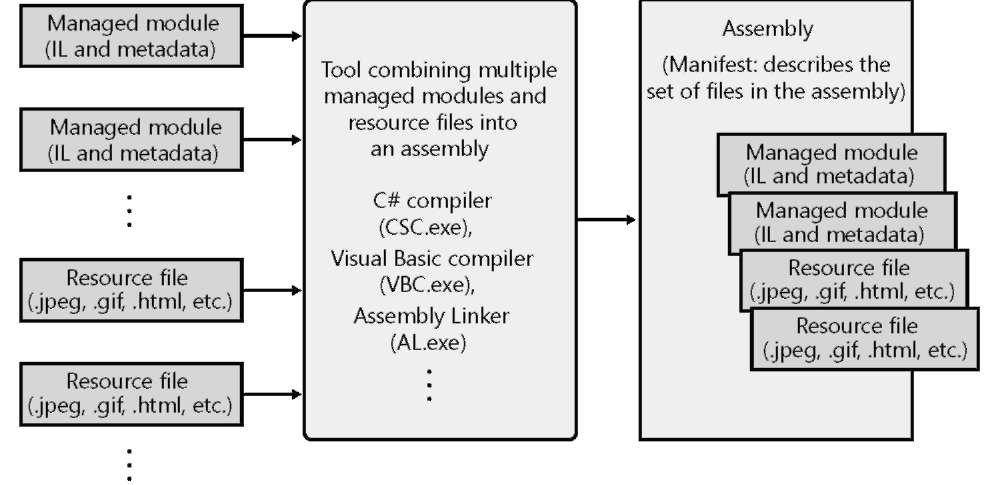 Managed module
(IL and metadata)
Managed module
(IL and metadata)
Resource file
(.jpeg, .gif, .html, etc.)
Resource file
(.jpeg, .gif, .html, etc.)
Tool combining multiple
managed modules and
resource files into
an assembly
C# compiler
(CSC.exe),
Visual Basic compiler
(VBC.exe),
Assembly Linker
(AL.exe)
Assembly
(Manifest: describes the
set of files in the assembly)
Managed module
(IL and metadata)
Managed module
(IL and metadata)
Resource file
(.jpeg, .gif, .html, etc.)
Resource file
(.jpeg, .gif, .html, etc.)